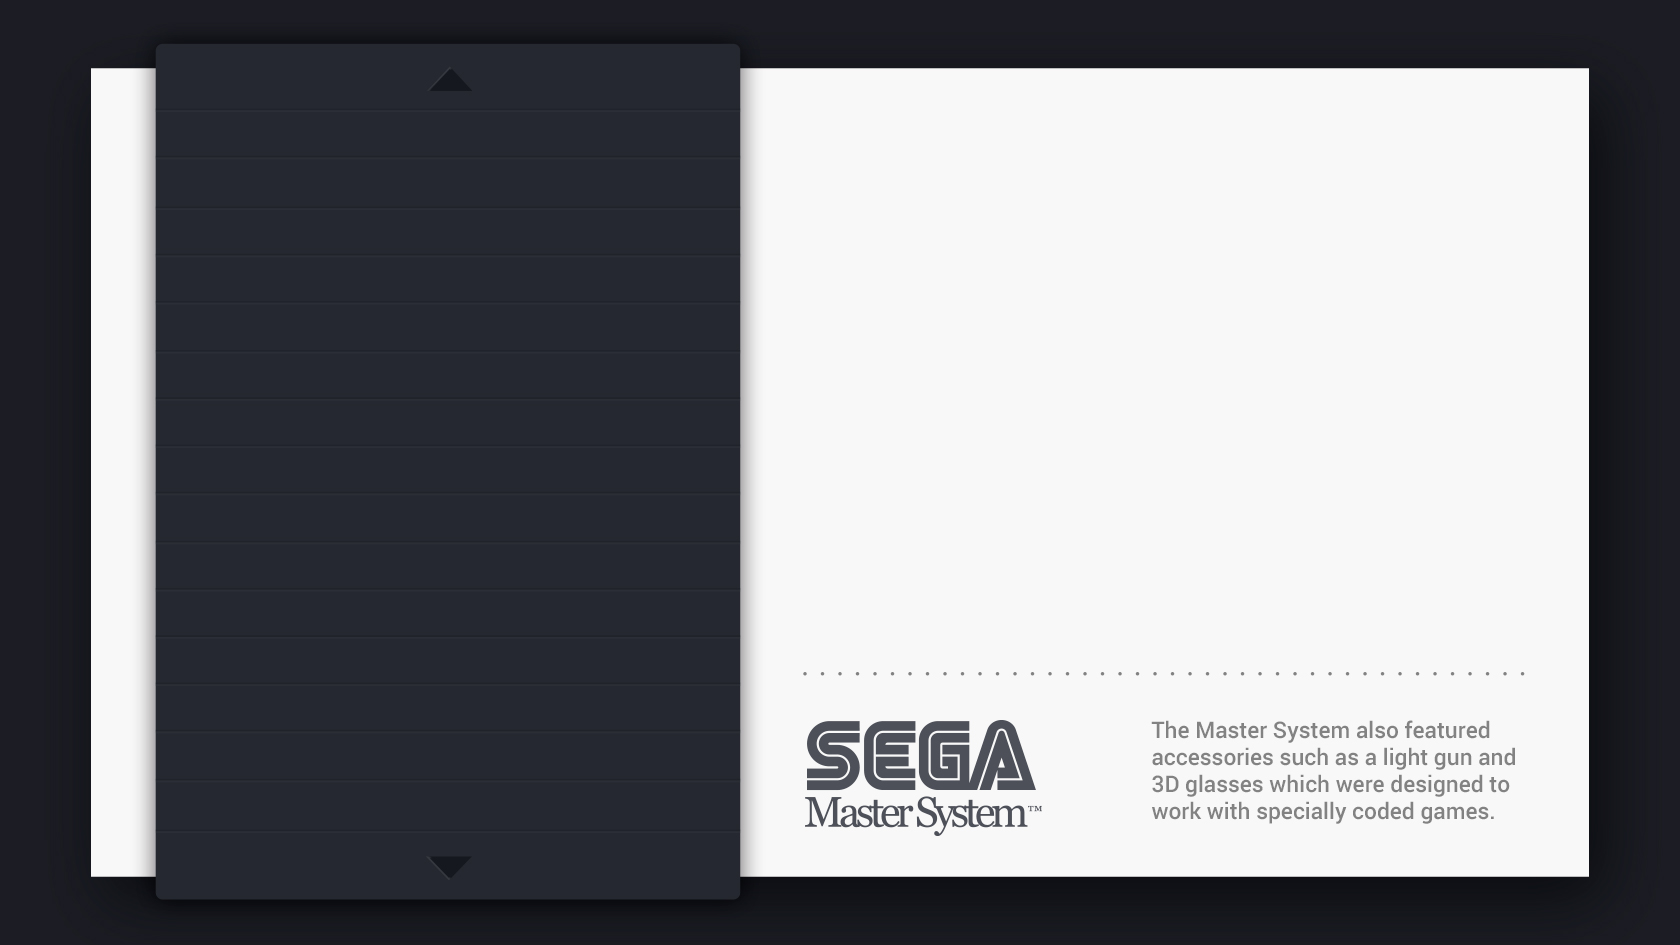 SEGA
Master System™
The Master System also featured
accessories such as a light gun and
3D glasses which were designed to
work with specially coded games.